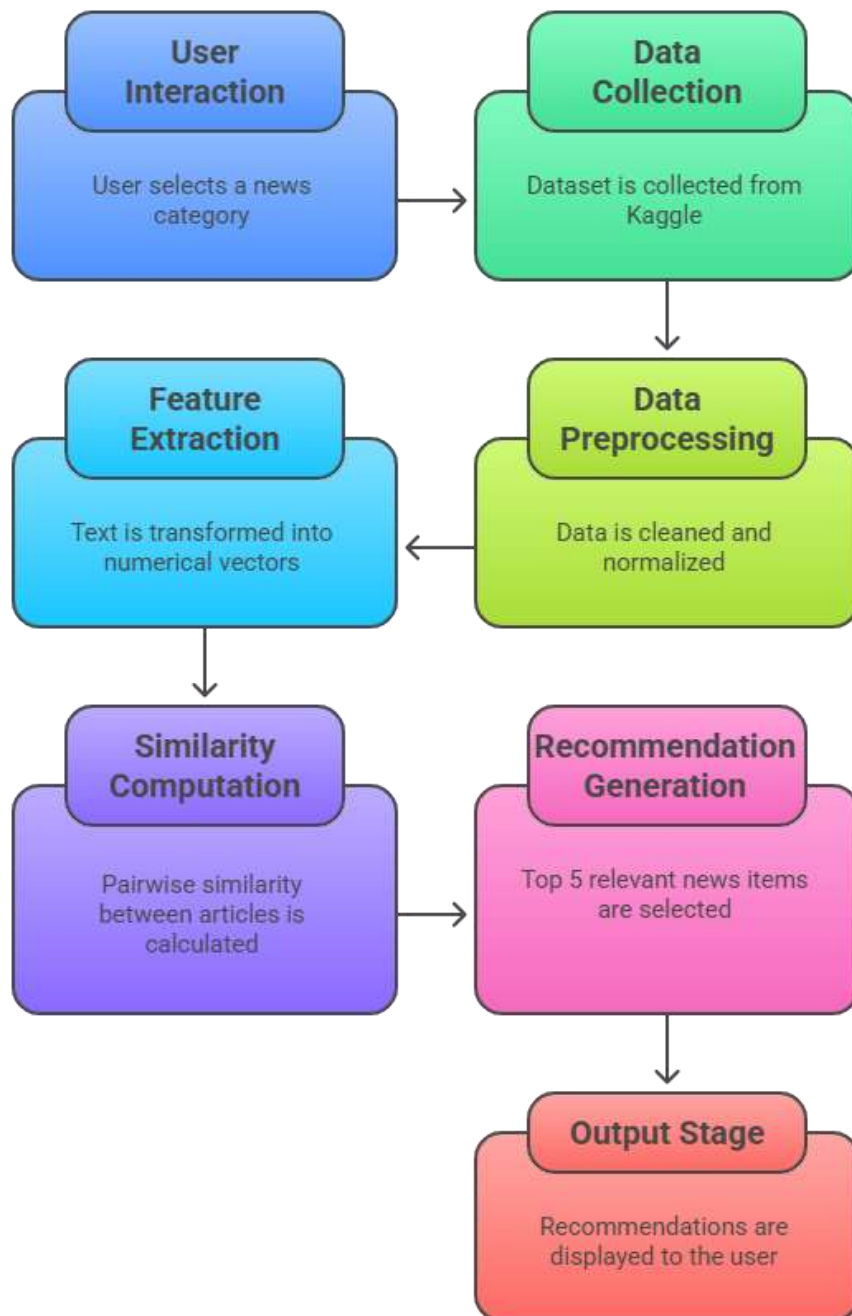 User
Interaction
User selects a news
category
Data
Collection
Dataset is collected from
Kaggle
Data
Preprocessing
Data is cleaned and
normalized
Feature
Extraction
Text is transformed into
numerical vectors
Similarity
Computation
Pairwise similarity
between articles is
calculated
Recommendation
Generation
Top 5 relevant news items
are selected
Output Stage
Recommendations are
displayed to the user